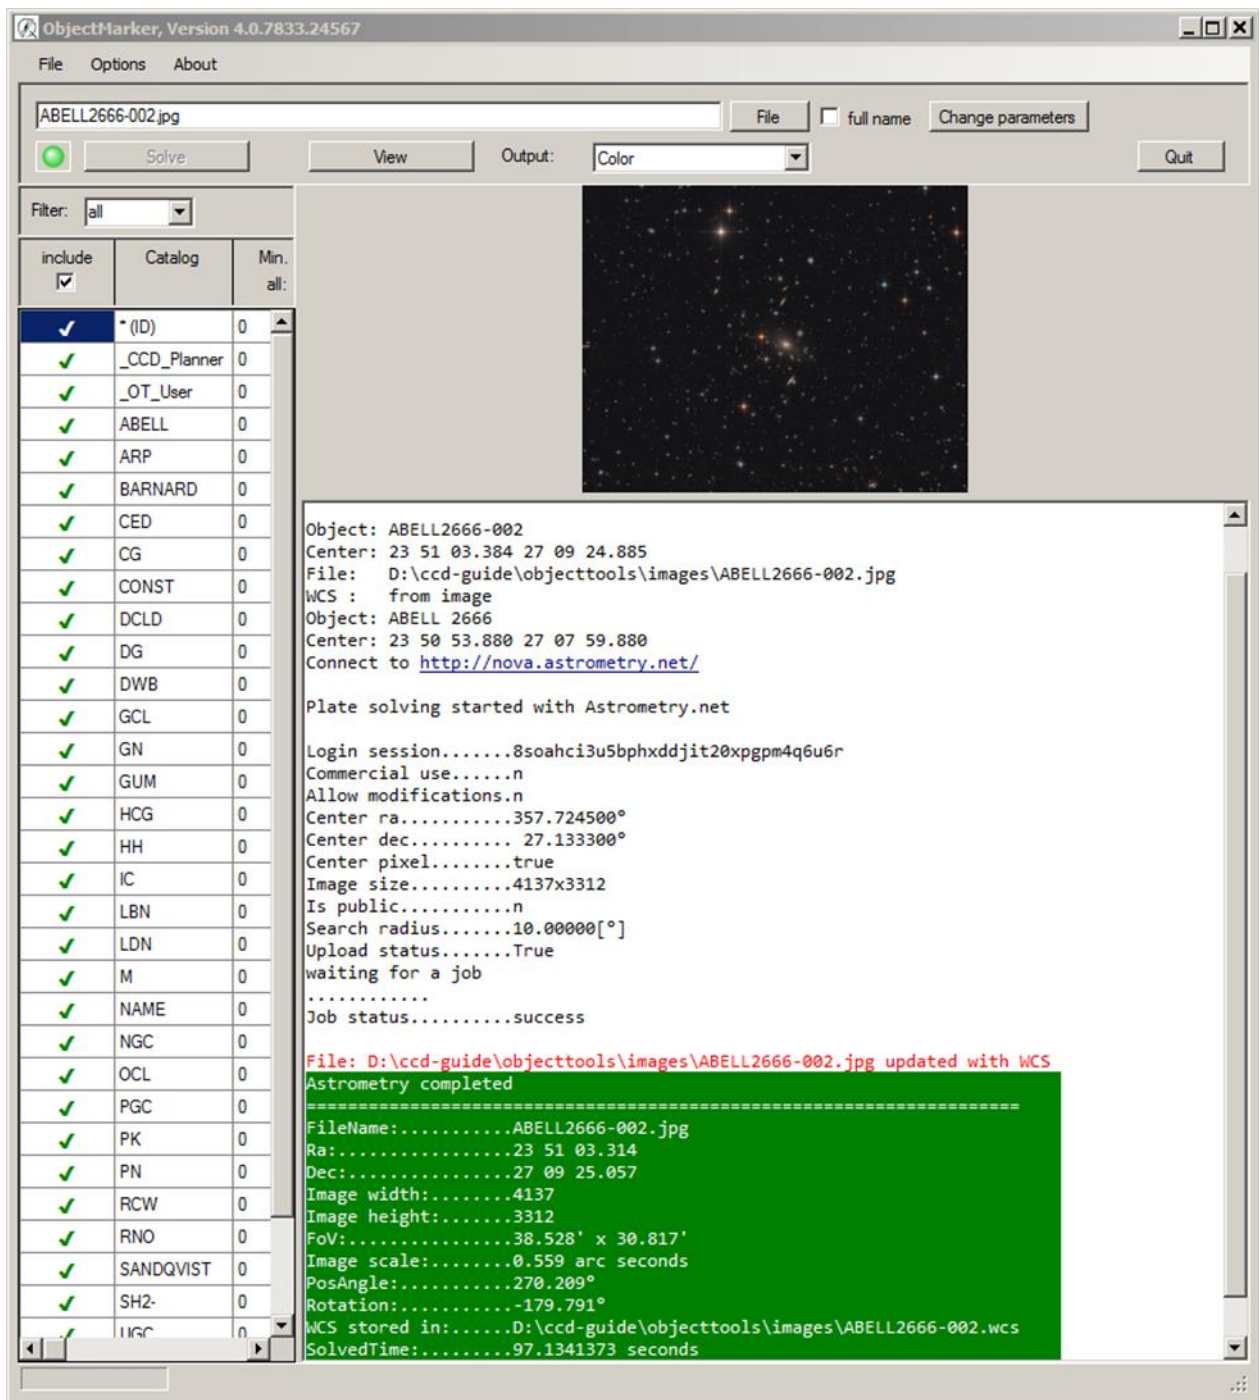 ObjectMarker, Version 4.0.7833.24567
File Options About
ABELL2666-002.jpg File full name Change parameters
Solve View Output: Color Quit
Filter: all
include Catalog Min.
all:
* (ID) 0
_CCD_Planner 0
_OT_User 0
ABELL 0
ARP 0
BARNARD 0
CED 0
CG 0
CONST 0
DCLD 0
DG 0
DWB 0
GCL 0
GN 0
GUM 0
HCG 0
HH 0
IC 0
LBN 0
LDN 0
M 0
NAME 0
NGC 0
OCL 0
PGC 0
PK 0
PN 0
RCW 0
RNO 0
SANDQVIST 0
SH2- 0
UGC 0
Object: ABELL2666-002
Center: 23 51 03.384 27 09 24.885
File: D:\ccd-guide\objecttools\images\ABELL2666-002.jpg
WCS : from image
Object: ABELL 2666
Center: 23 50 53.880 27 07 59.880
Connect to http://nova.astrometry.net/
Plate solving started with Astrometry.net
Login session.......8soahci3u5bphxddjit20xpgpm4q6u6r
Commercial use......n
Allow modifications.n
Center ra...........357.724500°
Center dec.......... 27.133300°
Center pixel........true
Image size..........4137x3312
Is public...........n
Search radius.......10.00000[°]
Upload status.......True
waiting for a job
............
Job status..........success
File: D:\ccd-guide\objecttools\images\ABELL2666-002.jpg updated with WCS
Astrometry completed
=====================================================================
FileName:...........ABELL2666-002.jpg
Ra:.................23 51 03.314
Dec:................27 09 25.057
Image width:........4137
Image height:.......3312
FoV:................38.528' x 30.817'
Image scale:........0.559 arc seconds
PosAngle:...........270.209°
Rotation:...........-179.791°
WCS stored in:......D:\ccd-guide\objecttools\images\ABELL2666-002.wcs
SolvedTime:.........97.1341373 seconds